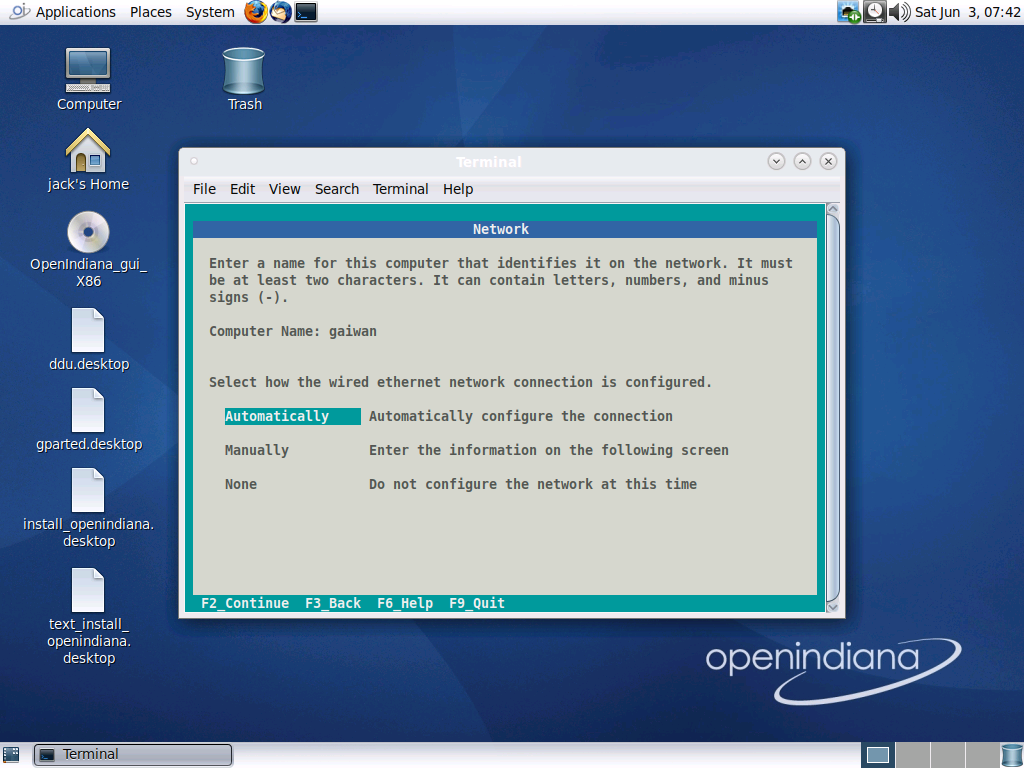 Applications Places System
Sat Jun 3, 07:42
Computer
Trash
jack's Home
OpenIndiana_gui_
X86
ddu.desktop
gparted.desktop
install_openindiana.
desktop
text_install_
openindiana.
desktop
Terminal
File Edit View Search Terminal Help
Network
Enter a name for this computer that identifies it on the network. It must
be at least two characters. It can contain letters, numbers, and minus
signs (-).
Computer Name: gaiwan
Select how the wired ethernet network connection is configured.
Automatically Automatically configure the connection
Manually Enter the information on the following screen
None Do not configure the network at this time
F2_Continue F3_Back F6_Help F9_Quit
openindiana
Terminal